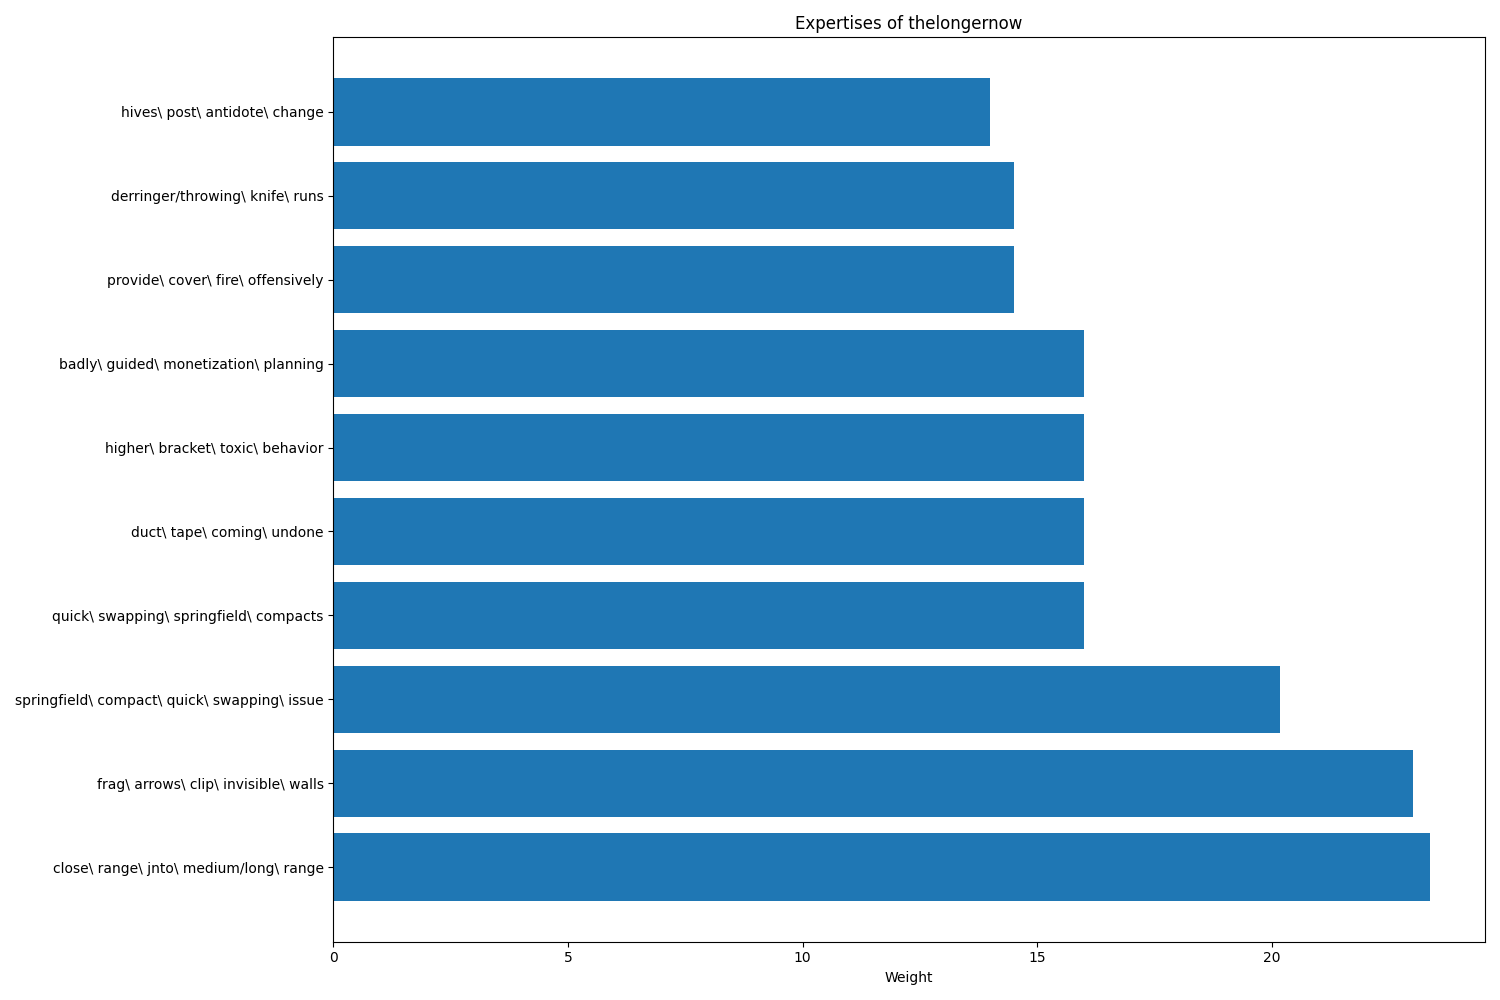 Expertises of thelongernow
hives\ post\ antidote\ change
derringer/throwing\ knife\ runs
provide\ cover\ fire\ offensively
badly\ guided\ monetization\ planning
higher\ bracket\ toxic\ behavior
duct\ tape\ coming\ undone
quick\ swapping\ springfield\ compacts
springfield\ compact\ quick\ swapping\ issue
frag\ arrows\ clip\ invisible\ walls
close\ range\ jnto\ medium/long\ range
0 5 10 15 20
Weight